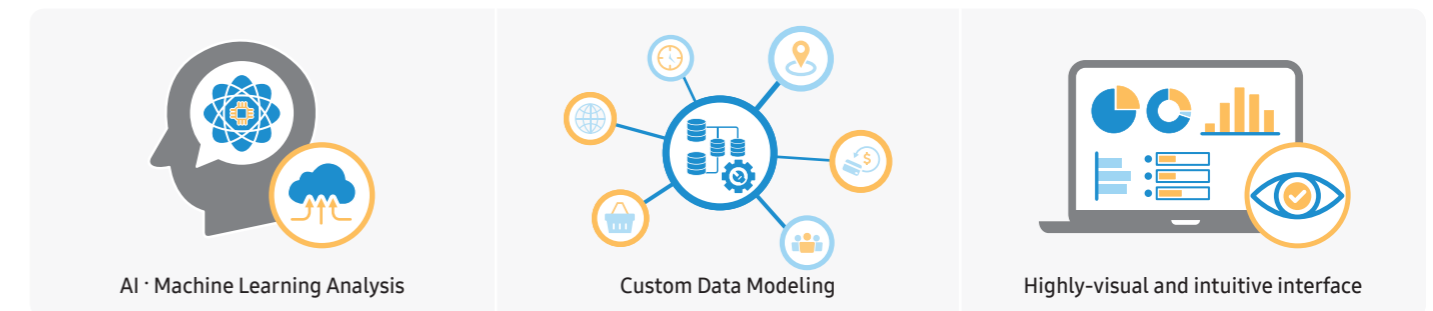 AI · Machine Learning Analysis
Custom Data Modeling
Highly-visual and intuitive interface